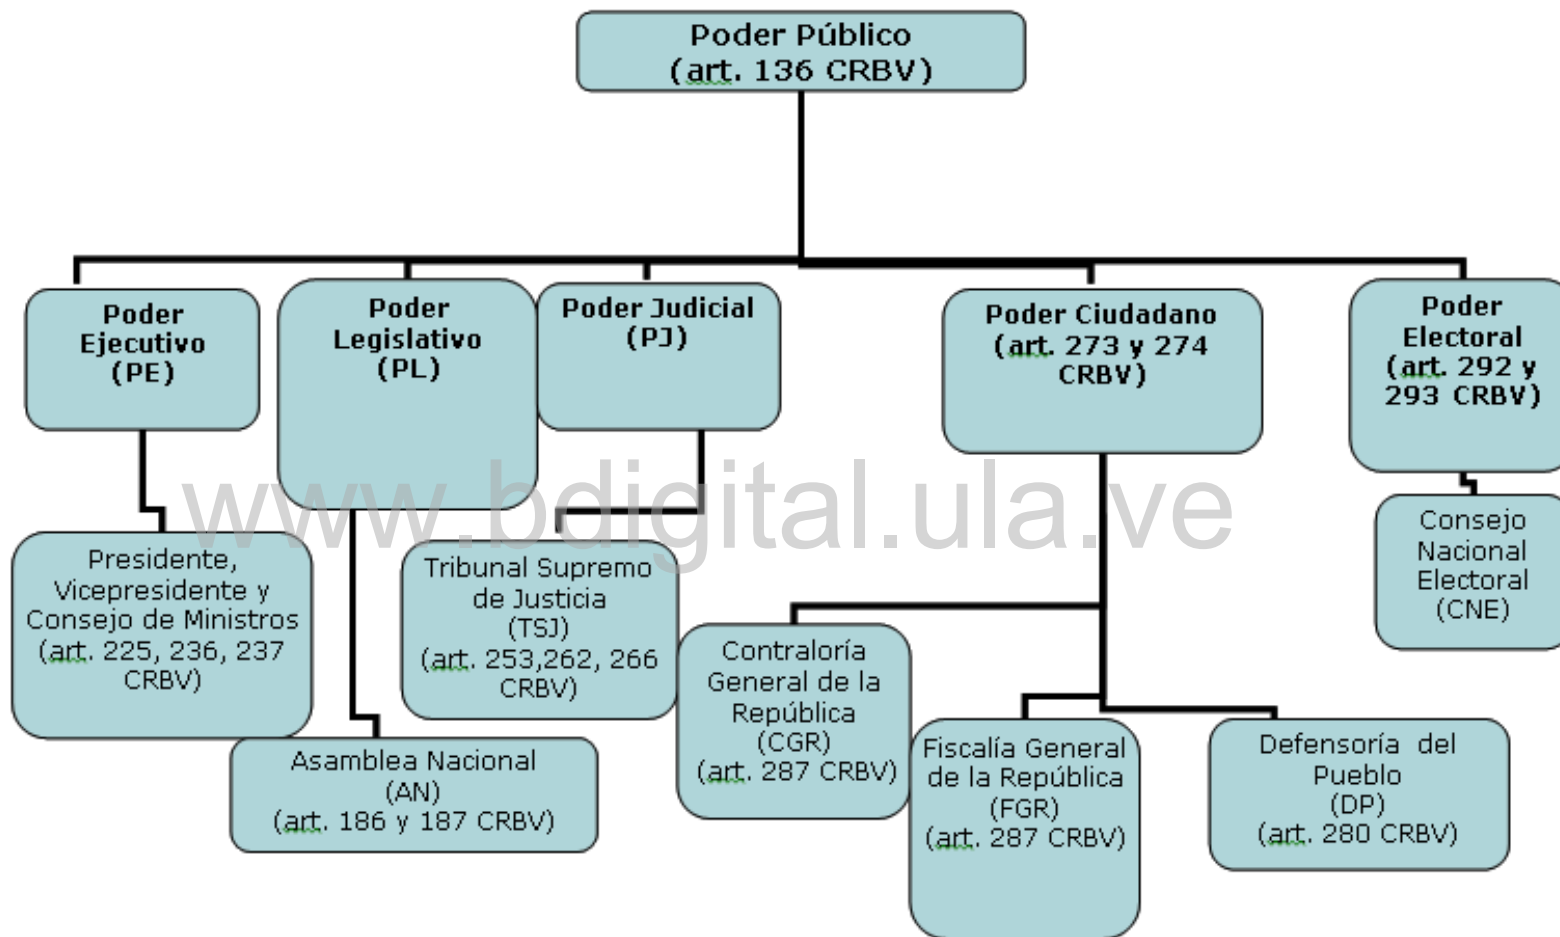 Poder Público
(art. 136 CRBV)
Poder
Ejecutivo
(PE)
Poder
Legislativo
(PL)
Poder Judicial
(PJ)
Poder Ciudadano
(art. 273 y 274
CRBV)
Poder
Electoral
(art. 292 y
293 CRBV)
www.bdigital.ula.ve
Presidente,
Vicepresidente y
Consejo de Ministros
(art. 225, 236, 237
CRBV)
Asamblea Nacional
(AN)
(art. 186 y 187 CRBV)
Tribunal Supremo
de Justicia
(TSJ)
(art. 253,262, 266
CRBV)
Contraloría
General de la
República
(CGR)
(art. 287 CRBV)
Fiscalía General
de la República
(FGR)
(art. 287 CRBV)
Defensoría del
Pueblo
(DP)
(art. 280 CRBV)
Consejo
Nacional
Electoral
(CNE)